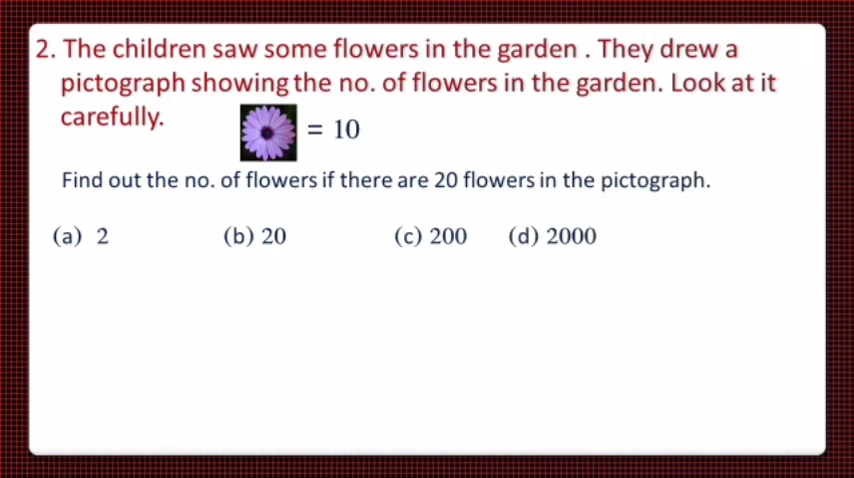 2. The children saw some flowers in the garden . They drew a
pictograph showing the no. of flowers in the garden. Look at it
carefully.
= 10
Find out the no. of flowers if there are 20 flowers in the pictograph.
(a) 2 (b) 20 (c) 200 (d) 2000